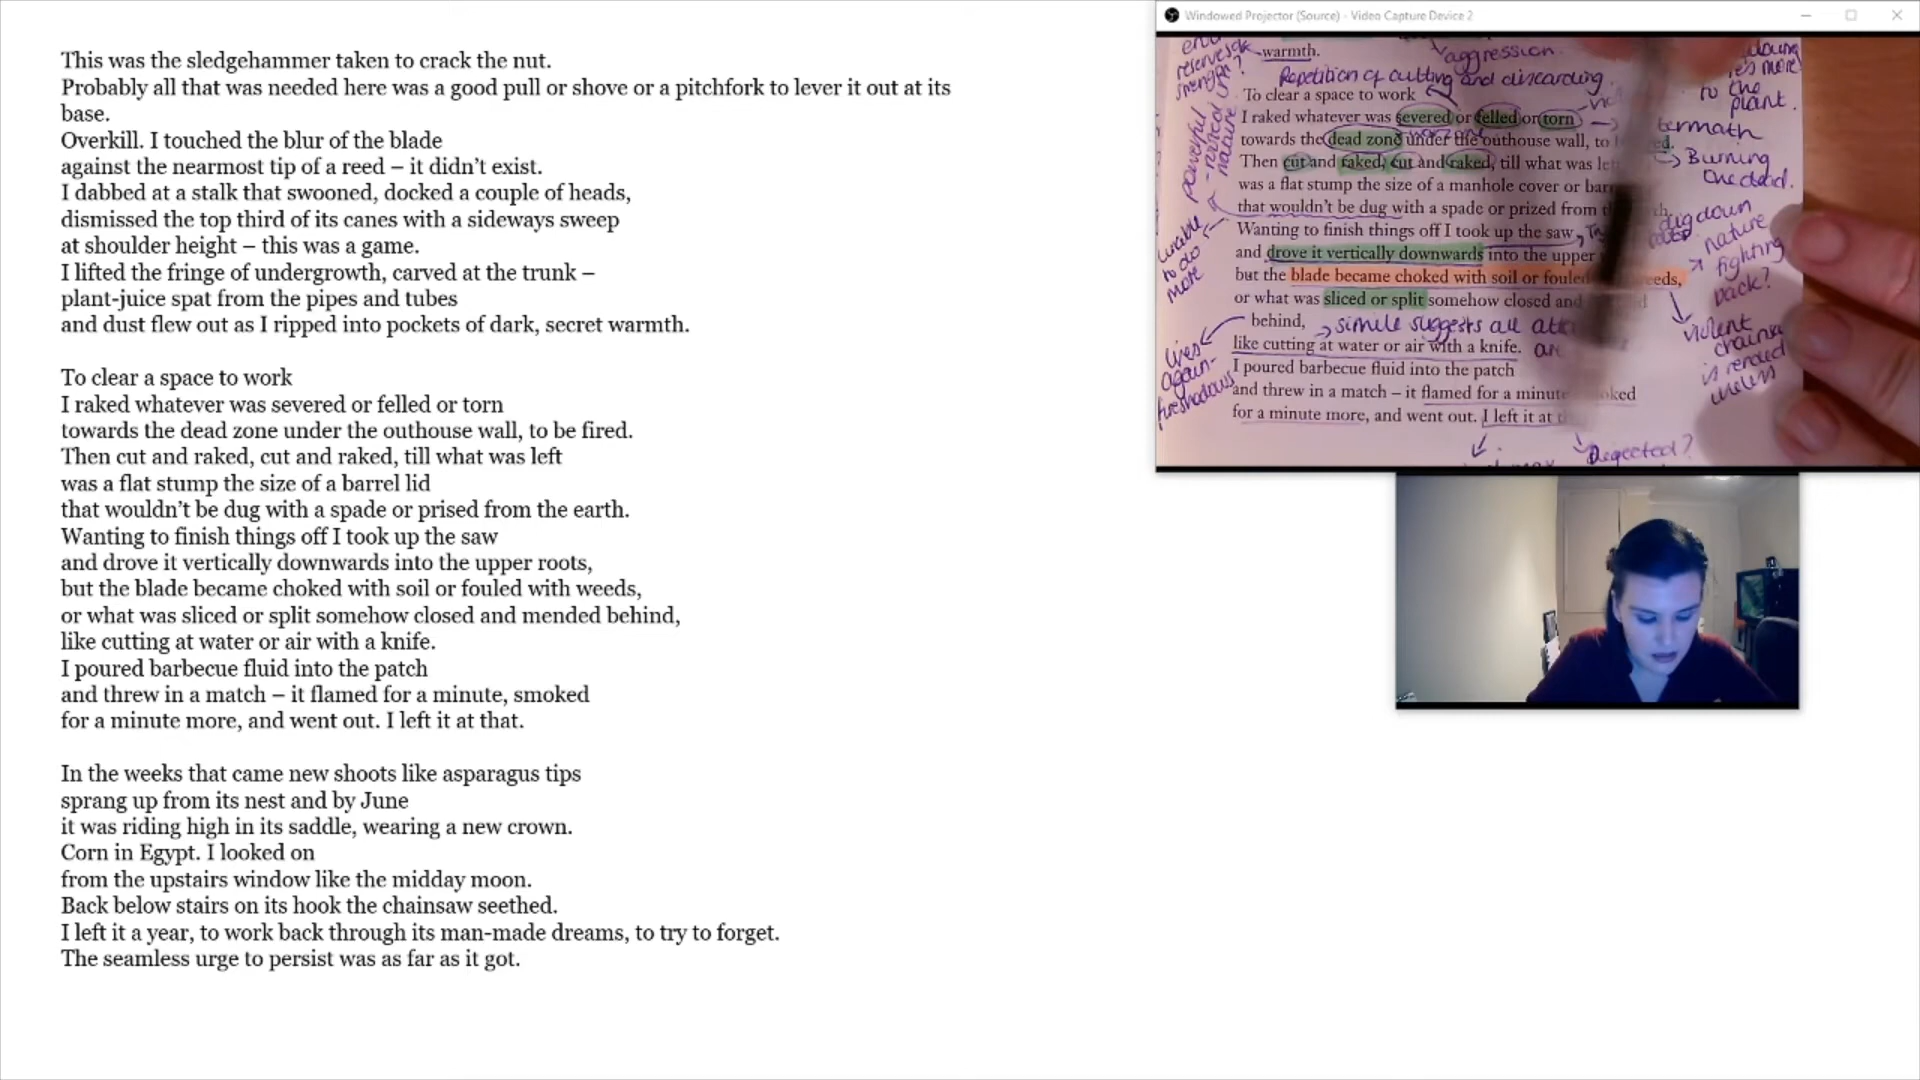 This was the sledgehammer taken to crack the nut.
Probably all that was needed here was a good pull or shove or a pitchfork to lever it out at its
base.
Overkill. I touched the blur of the blade
against the nearmost tip of a reed – it didn’t exist.
I dabbed at a stalk that swooned, docked a couple of heads,
dismissed the top third of its canes with a sideways sweep
at shoulder height – this was a game.
I lifted the fringe of undergrowth, carved at the trunk –
plant-juice spat from the pipes and tubes
and dust flew out as I ripped into pockets of dark, secret warmth.
To clear a space to work
I raked whatever was severed or felled or torn
towards the dead zone under the outhouse wall, to be fired.
Then cut and raked, cut and raked, till what was left
was a flat stump the size of a barrel lid
that wouldn’t be dug with a spade or prised from the earth.
Wanting to finish things off I took up the saw
and drove it vertically downwards into the upper roots,
but the blade became choked with soil or fouled with weeds,
or what was sliced or split somehow closed and mended behind,
like cutting at water or air with a knife.
I poured barbecue fluid into the patch
and threw in a match – it flamed for a minute, smoked
for a minute more, and went out. I left it at that.
In the weeks that came new shoots like asparagus tips
sprang up from its nest and by June
it was riding high in its saddle, wearing a new crown.
Corn in Egypt. I looked on
from the upstairs window like the midday moon.
Back below stairs on its hook the chainsaw seethed.
I left it a year, to work back through its man-made dreams, to try to forget.
The seamless urge to persist was as far as it got.
Windowed Projector (Source) - Video Capture Device 2
warmth.
aggression.
Repetition of cutting and discarding.
To clear a space to work
I raked whatever was severed or felled or torn
towards the dead zone under the outhouse wall, to
Then cut and raked, cut and raked, till what was
was a flat stump the size of a manhole cover or
that wouldn’t be dug with a spade or prized from
Wanting to finish things off I took up the saw,
and drove it vertically downwards into the upper
but the blade became choked with soil or fouled
or what was sliced or split somehow closed and
behind,
simile suggests all
like cutting at water or air with a knife.
I poured barbecue fluid into the patch
and threw in a match – it flamed for a minute
for a minute more, and went out. I left it at
to the
plant.
Burning
the dead.
dig down
nature
fighting
back?
violent
chainsaw
is rendered
useless
powerful
nature
unable
to do
more
lives
again-
foreshadows
Dejected?